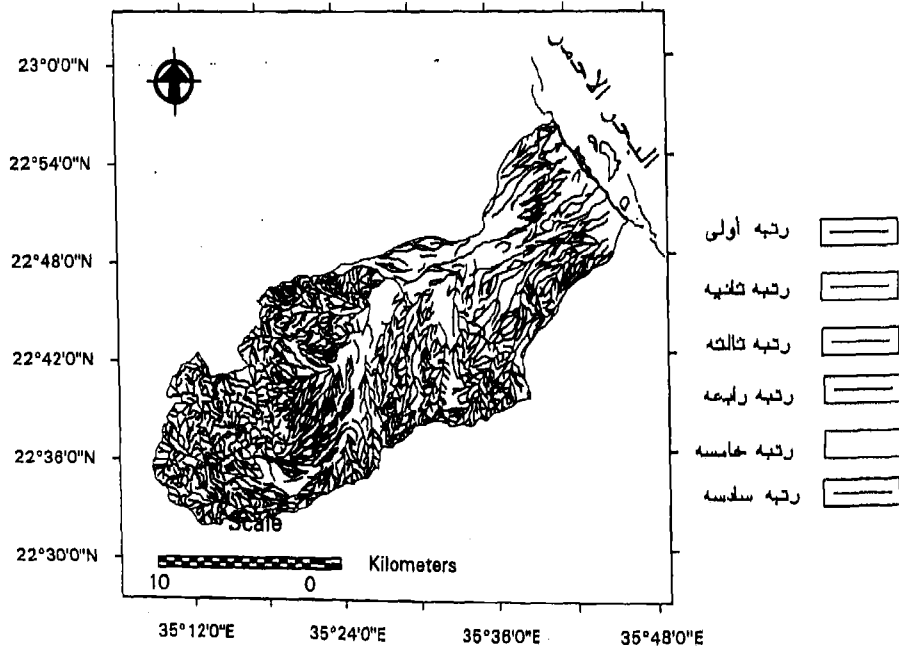 23°0'0"N
22°54'0"N
22°48'0"N
22°42'0"N
22°36'0"N
22°30'0"N
البحر الاحمر
رتبه أولى
رتبه ثانيه
رتبه ثالثه
رتبه رابعه
رتبه خامسه
رتبه سادسه
Scale
10 0 Kilometers
35°12'0"E 35°24'0"E 35°36'0"E 35°48'0"E